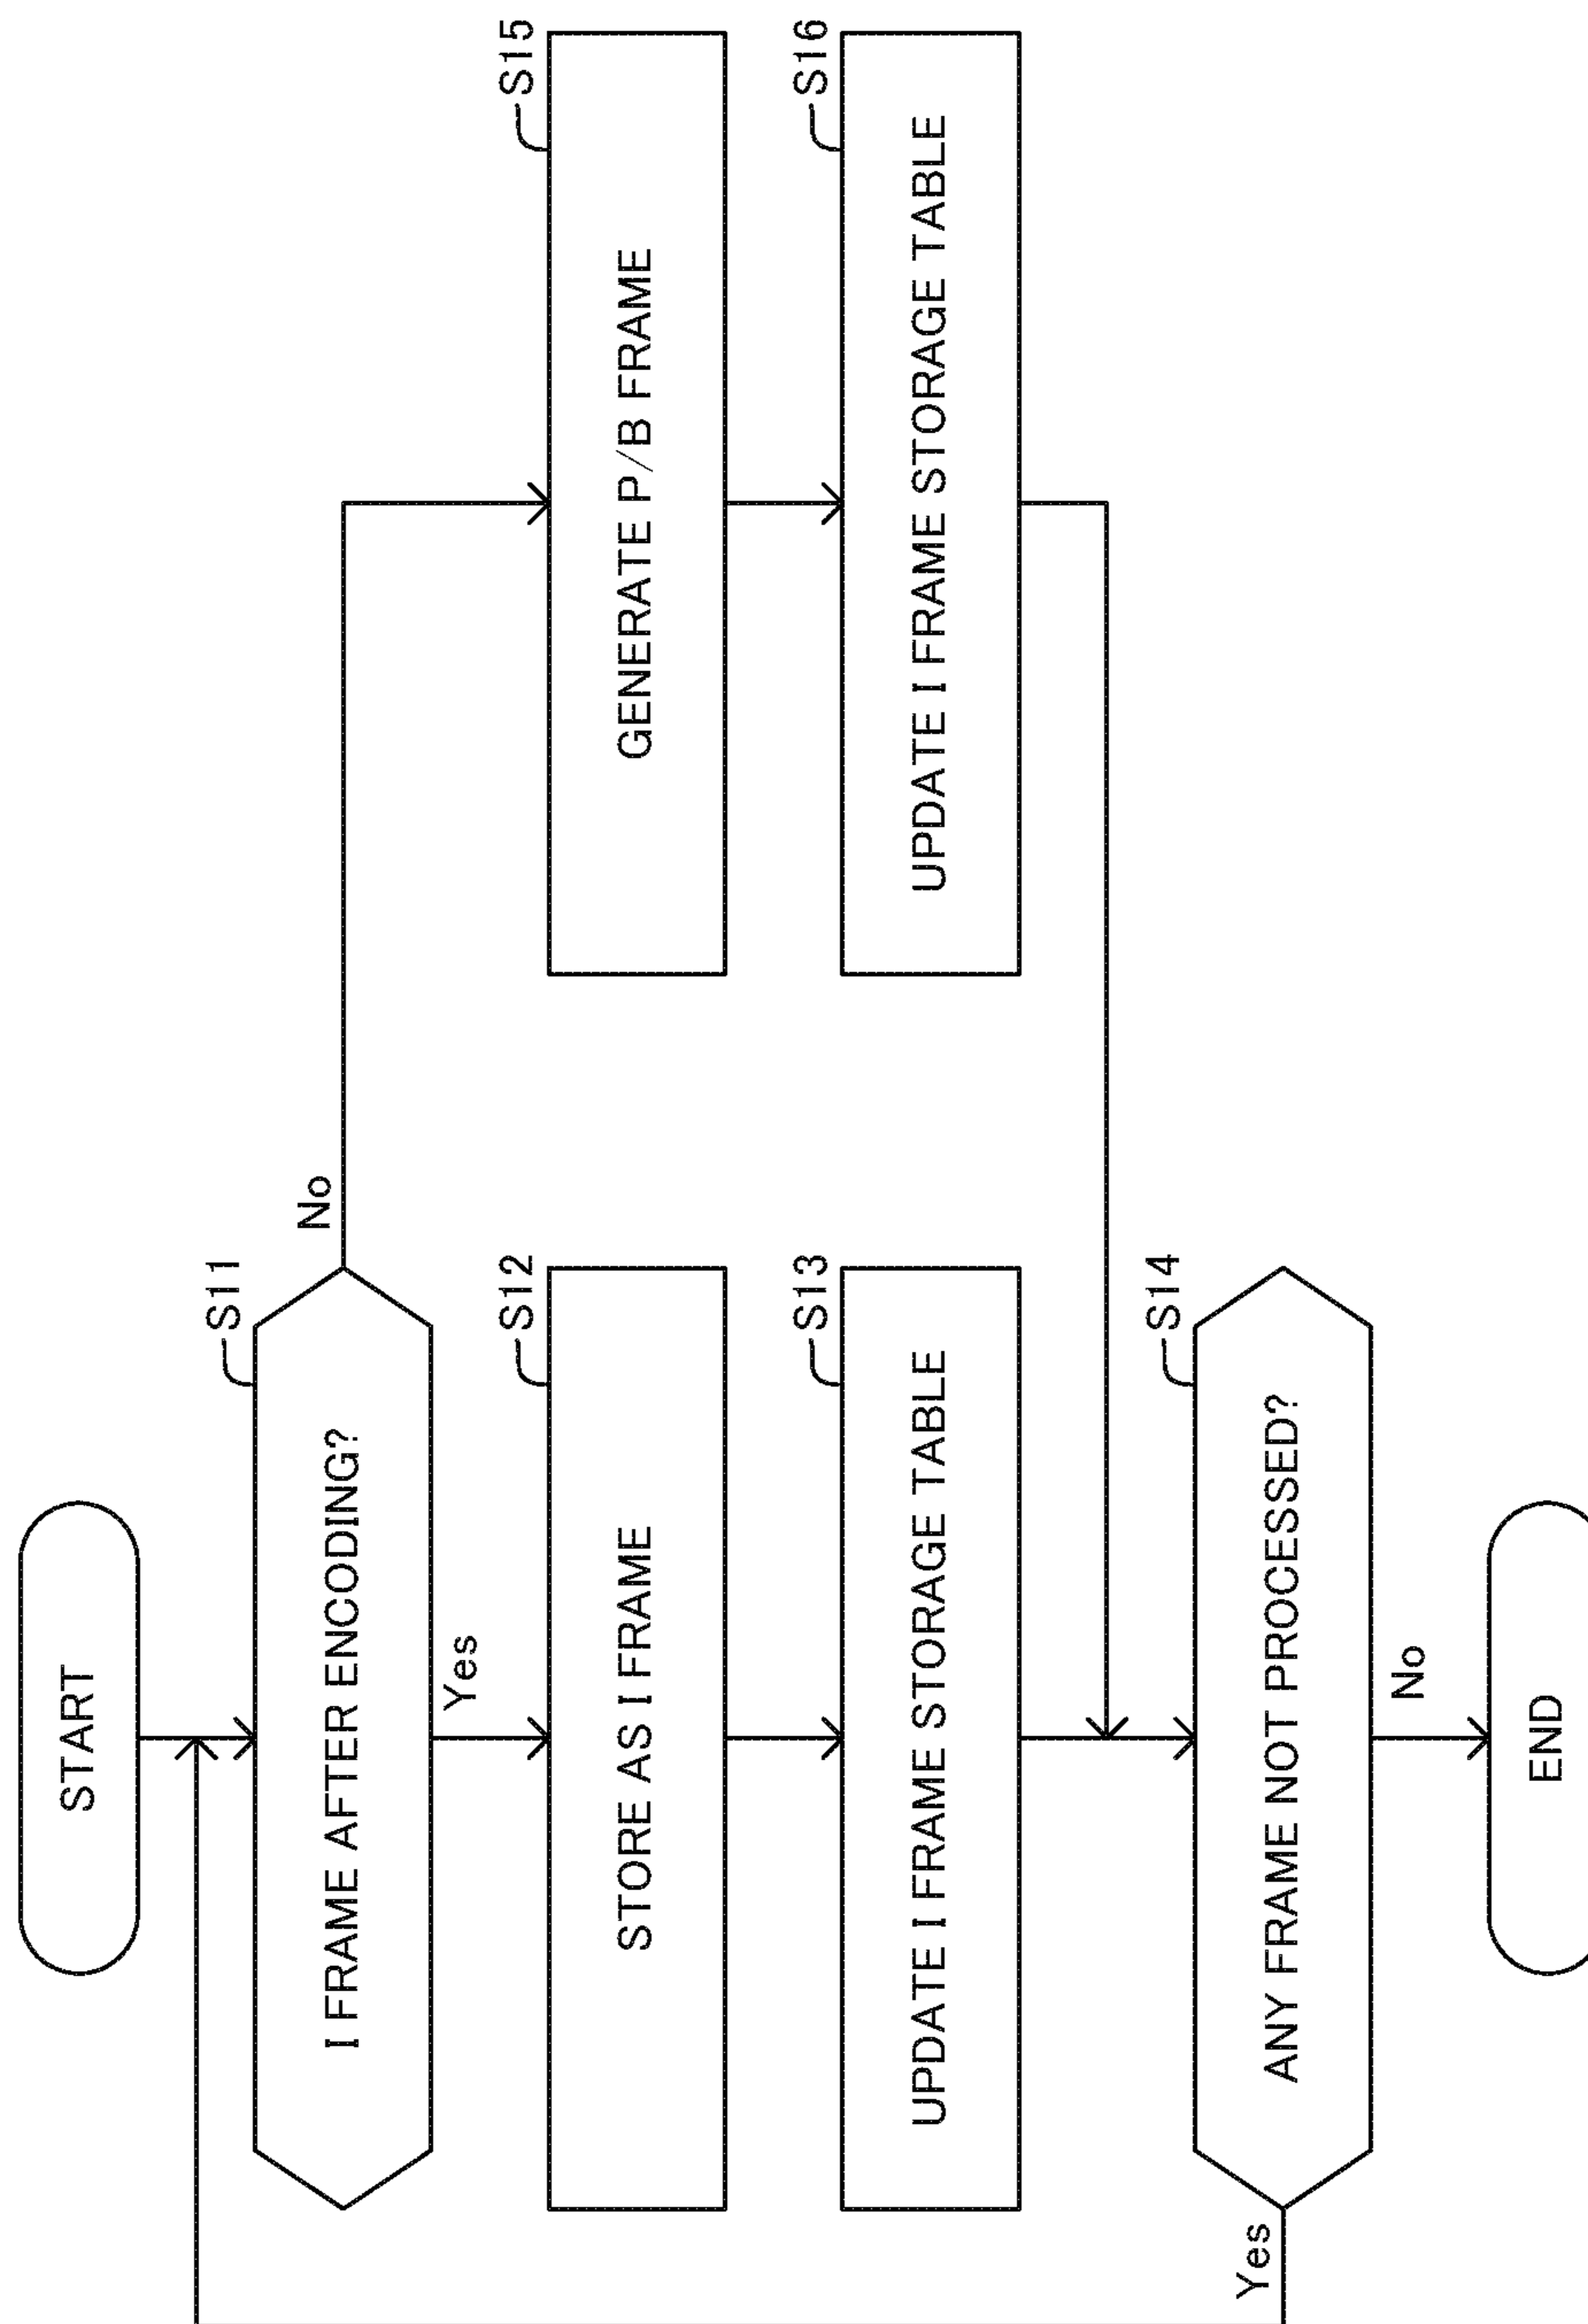 START
S11
I FRAME AFTER ENCODING?
No
Yes
S12
STORE AS I FRAME
S15
GENERATE P/B FRAME
S13
UPDATE I FRAME STORAGE TABLE
S16
UPDATE I FRAME STORAGE TABLE
S14
ANY FRAME NOT PROCESSED?
Yes
No
END